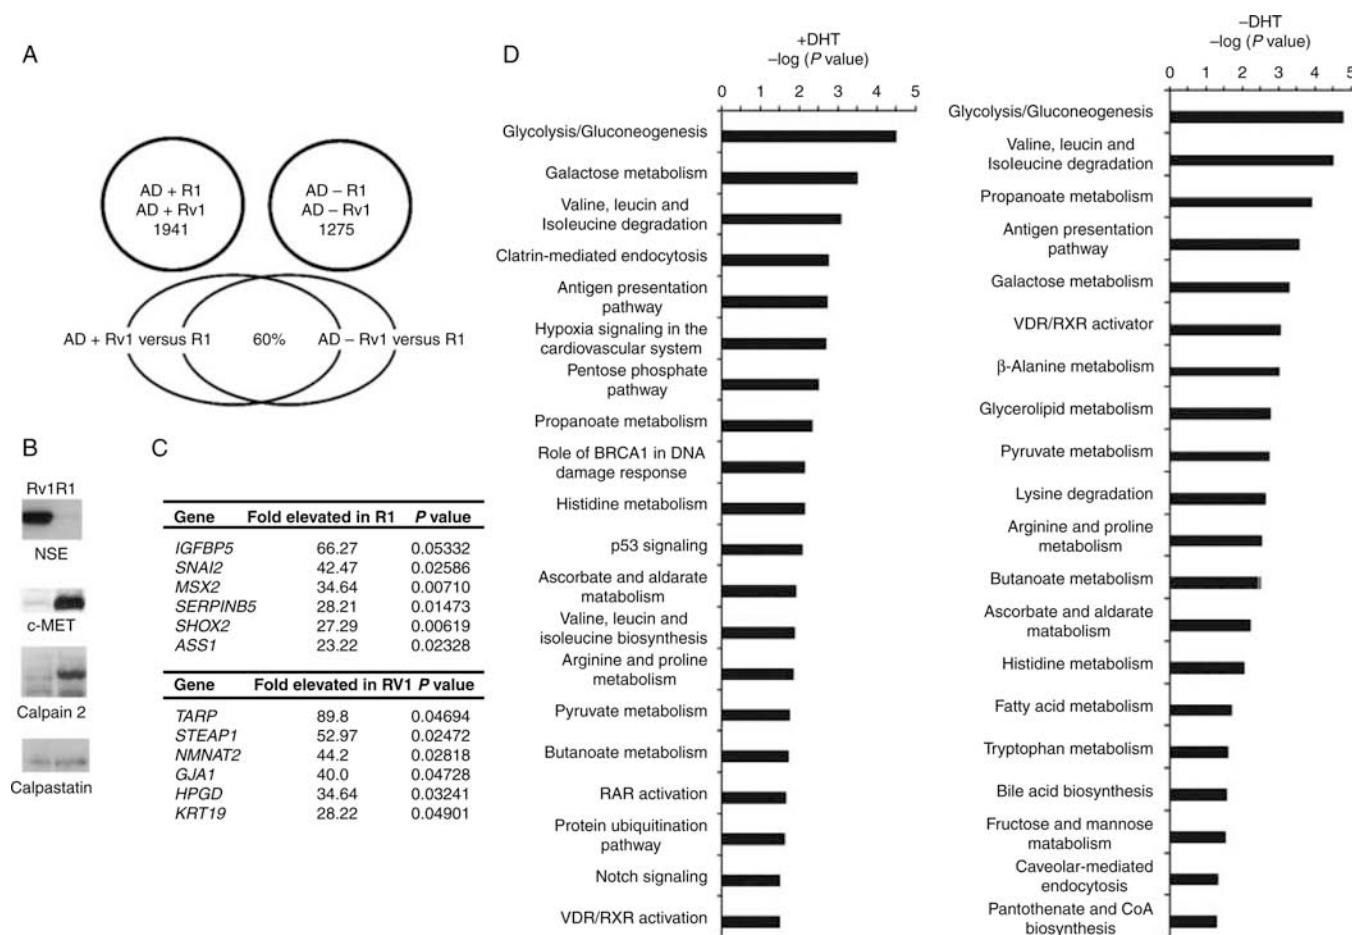 A
AD + R1
AD + Rv1
1941
AD – R1
AD – Rv1
1275
AD + Rv1 versus R1
60%
AD – Rv1 versus R1
B
Rv1R1
NSE
c-MET
Calpain 2
Calpastatin
C
Gene Fold elevated in R1 P value
IGFBP5 66.27 0.05332
SNAI2 42.47 0.02586
MSX2 34.64 0.00710
SERPINB5 28.21 0.01473
SHOX2 27.29 0.00619
ASS1 23.22 0.02328
Gene Fold elevated in RV1 P value
TARP 89.8 0.04694
STEAP1 52.97 0.02472
NMNAT2 44.2 0.02818
GJA1 40.0 0.04728
HPGD 34.64 0.03241
KRT19 28.22 0.04901
D
+DHT
–log (P value)
0 1 2 3 4 5
Glycolysis/Gluconeogenesis
Galactose metabolism
Valine, leucin and
Isoleucine degradation
Clatrin-mediated endocytosis
Antigen presentation
pathway
Hypoxia signaling in the
cardiovascular system
Pentose phosphate
pathway
Propanoate metabolism
Role of BRCA1 in DNA
damage response
Histidine metabolism
p53 signaling
Ascorbate and aldarate
matabolism
Valine, leucin and
isoleucine biosynthesis
Arginine and proline
metabolism
Pyruvate metabolism
Butanoate metabolism
RAR activation
Protein ubiquitination
pathway
Notch signaling
VDR/RXR activation
–DHT
–log (P value)
0 1 2 3 4 5
Glycolysis/Gluconeogenesis
Valine, leucin and
Isoleucine degradation
Propanoate metabolism
Antigen presentation
pathway
Galactose metabolism
VDR/RXR activator
β-Alanine metabolism
Glycerolipid metabolism
Pyruvate metabolism
Lysine degradation
Arginine and proline
metabolism
Butanoate metabolism
Ascorbate and aldarate
matabolism
Histidine metabolism
Fatty acid metabolism
Tryptophan metabolism
Bile acid biosynthesis
Fructose and mannose
matabolism
Caveolar-mediated
endocytosis
Pantothenate and CoA
biosynthesis